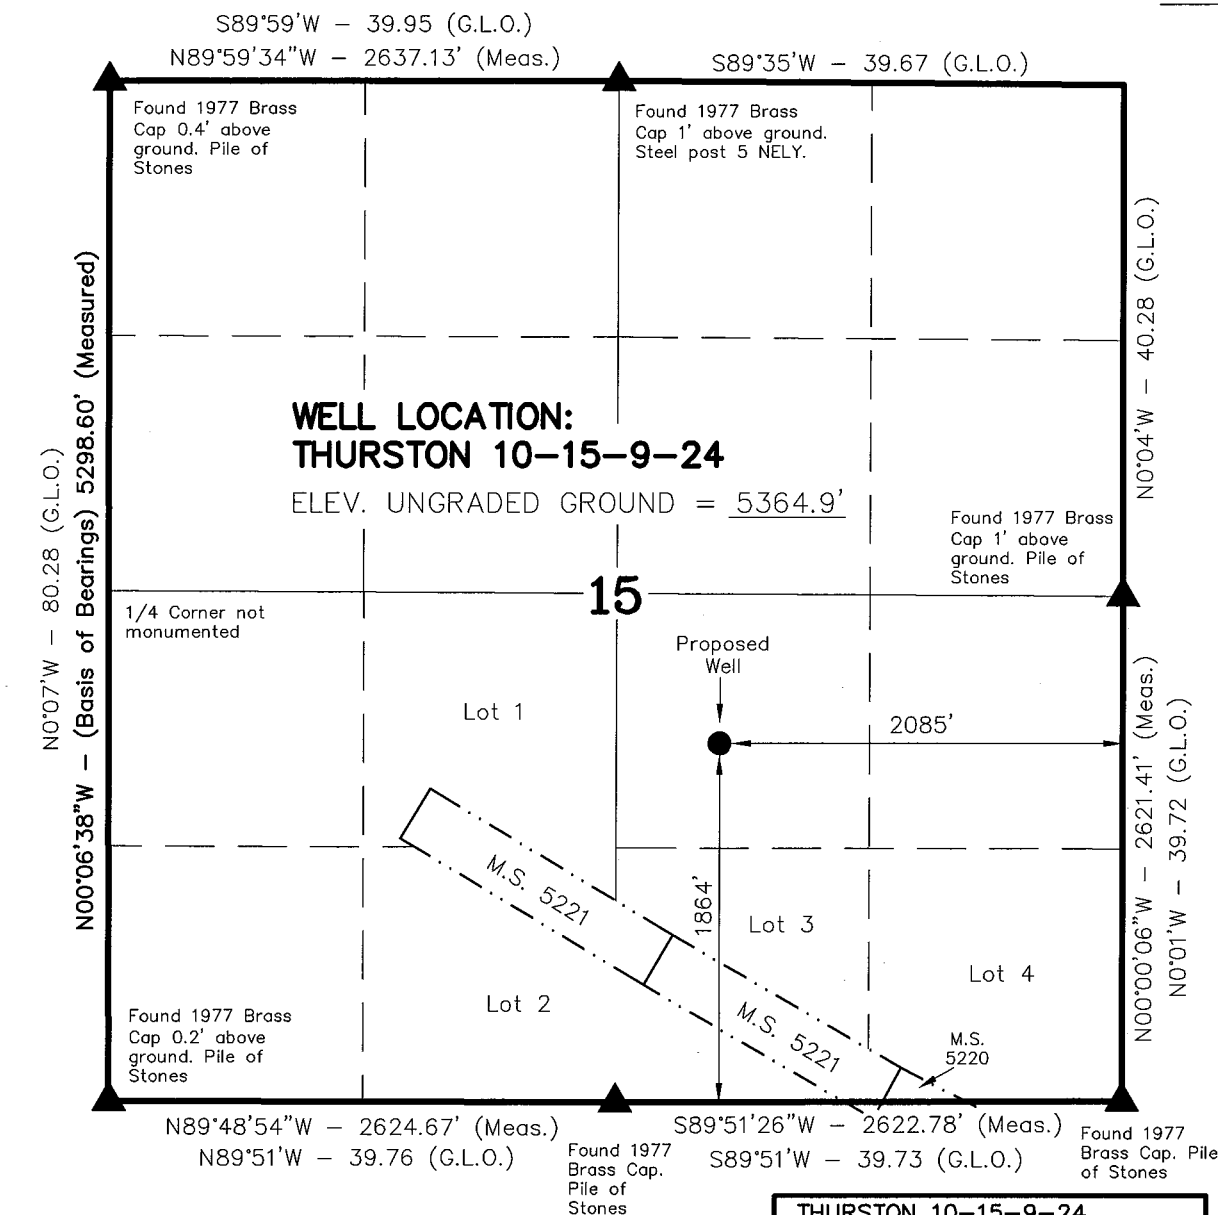 S89°59'W – 39.95 (G.L.O.)
N89°59'34"W – 2637.13' (Meas.)
S89°35'W – 39.67 (G.L.O.)
Found 1977 Brass
Cap 0.4' above
ground. Pile of
Stones
Found 1977 Brass
Cap 1' above ground.
Steel post 5 NELY.
N0°04'W – 40.28 (G.L.O.)
N0°07'W – 80.28 (G.L.O.)
N00°06'38"W – (Basis of Bearings) 5298.60' (Measured)
WELL LOCATION:
THURSTON 10–15–9–24
ELEV. UNGRADED GROUND = 5364.9'
Found 1977 Brass
Cap 1' above
ground. Pile of
Stones
15
1/4 Corner not
monumented
Proposed
Well
Lot 1
2085'
N00°00'06"W – 2621.41' (Meas.)
N0°01'W – 39.72 (G.L.O.)
M.S. 5221
1864'
Lot 3
Lot 4
Lot 2
M.S. 5221
M.S.
5220
Found 1977 Brass
Cap 0.2' above
ground. Pile of
Stones
N89°48'54"W – 2624.67' (Meas.)
N89°51'W – 39.76 (G.L.O.)
Found 1977
Brass Cap.
Pile of
Stones
S89°51'26"W – 2622.78' (Meas.)
S89°51'W – 39.73 (G.L.O.)
Found 1977
Brass Cap. Pile
of Stones
THURSTON 10–15–9–24